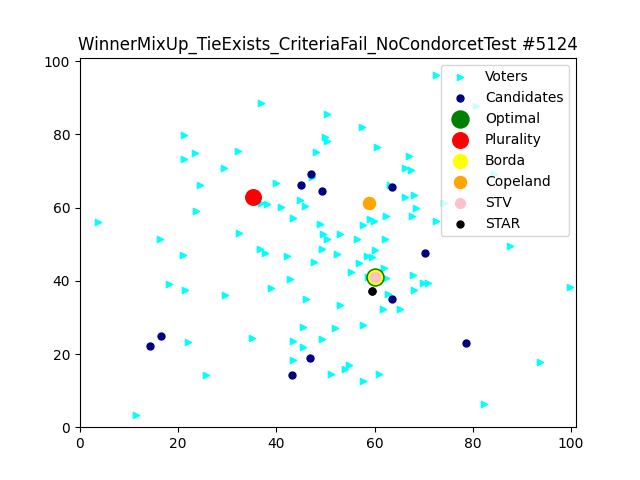 WinnerMixUp_TieExists_CriteriaFail_NoCondorcetTest #5124
100
80
60
40
20
0
0 20 40 60 80 100
Voters
Candidates
Optimal
Plurality
Borda
Copeland
STV
STAR